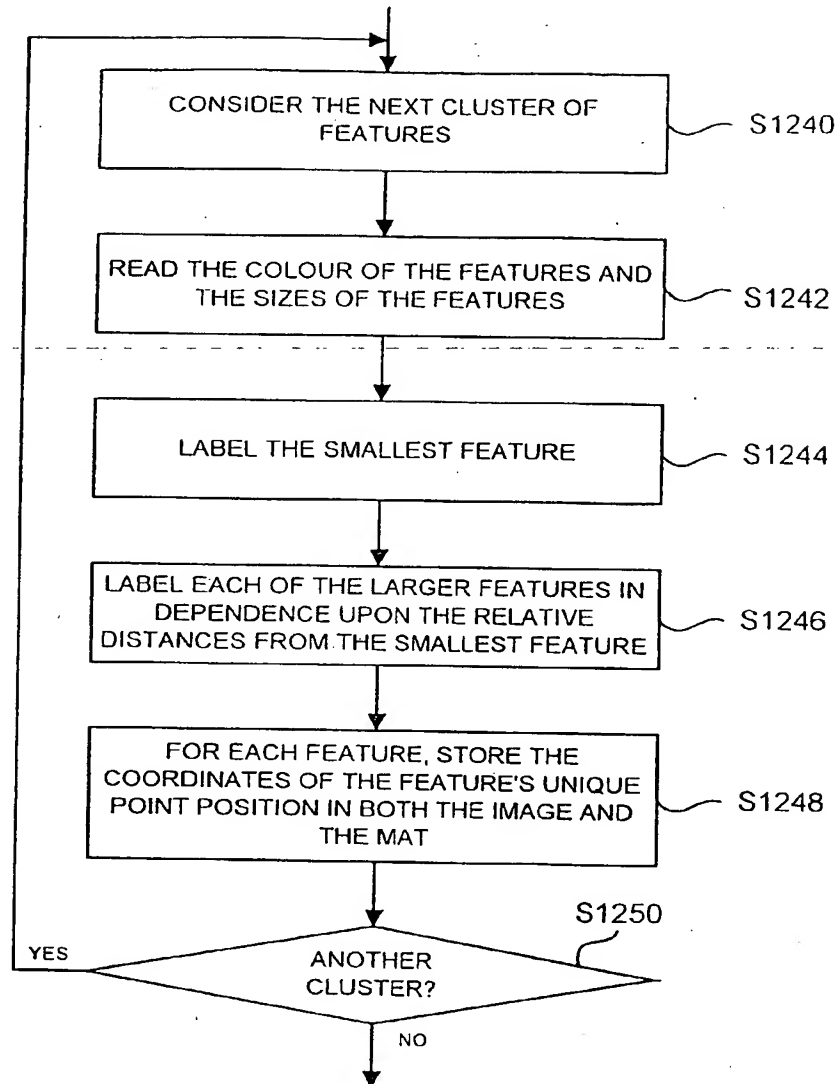 CONSIDER THE NEXT CLUSTER OF
FEATURES
S1240
READ THE COLOUR OF THE FEATURES AND
THE SIZES OF THE FEATURES
S1242
LABEL THE SMALLEST FEATURE
S1244
LABEL EACH OF THE LARGER FEATURES IN
DEPENDENCE UPON THE RELATIVE
DISTANCES FROM THE SMALLEST FEATURE
S1246
FOR EACH FEATURE, STORE THE
COORDINATES OF THE FEATURE'S UNIQUE
POINT POSITION IN BOTH THE IMAGE AND
THE MAT
S1248
S1250
YES
ANOTHER
CLUSTER?
NO